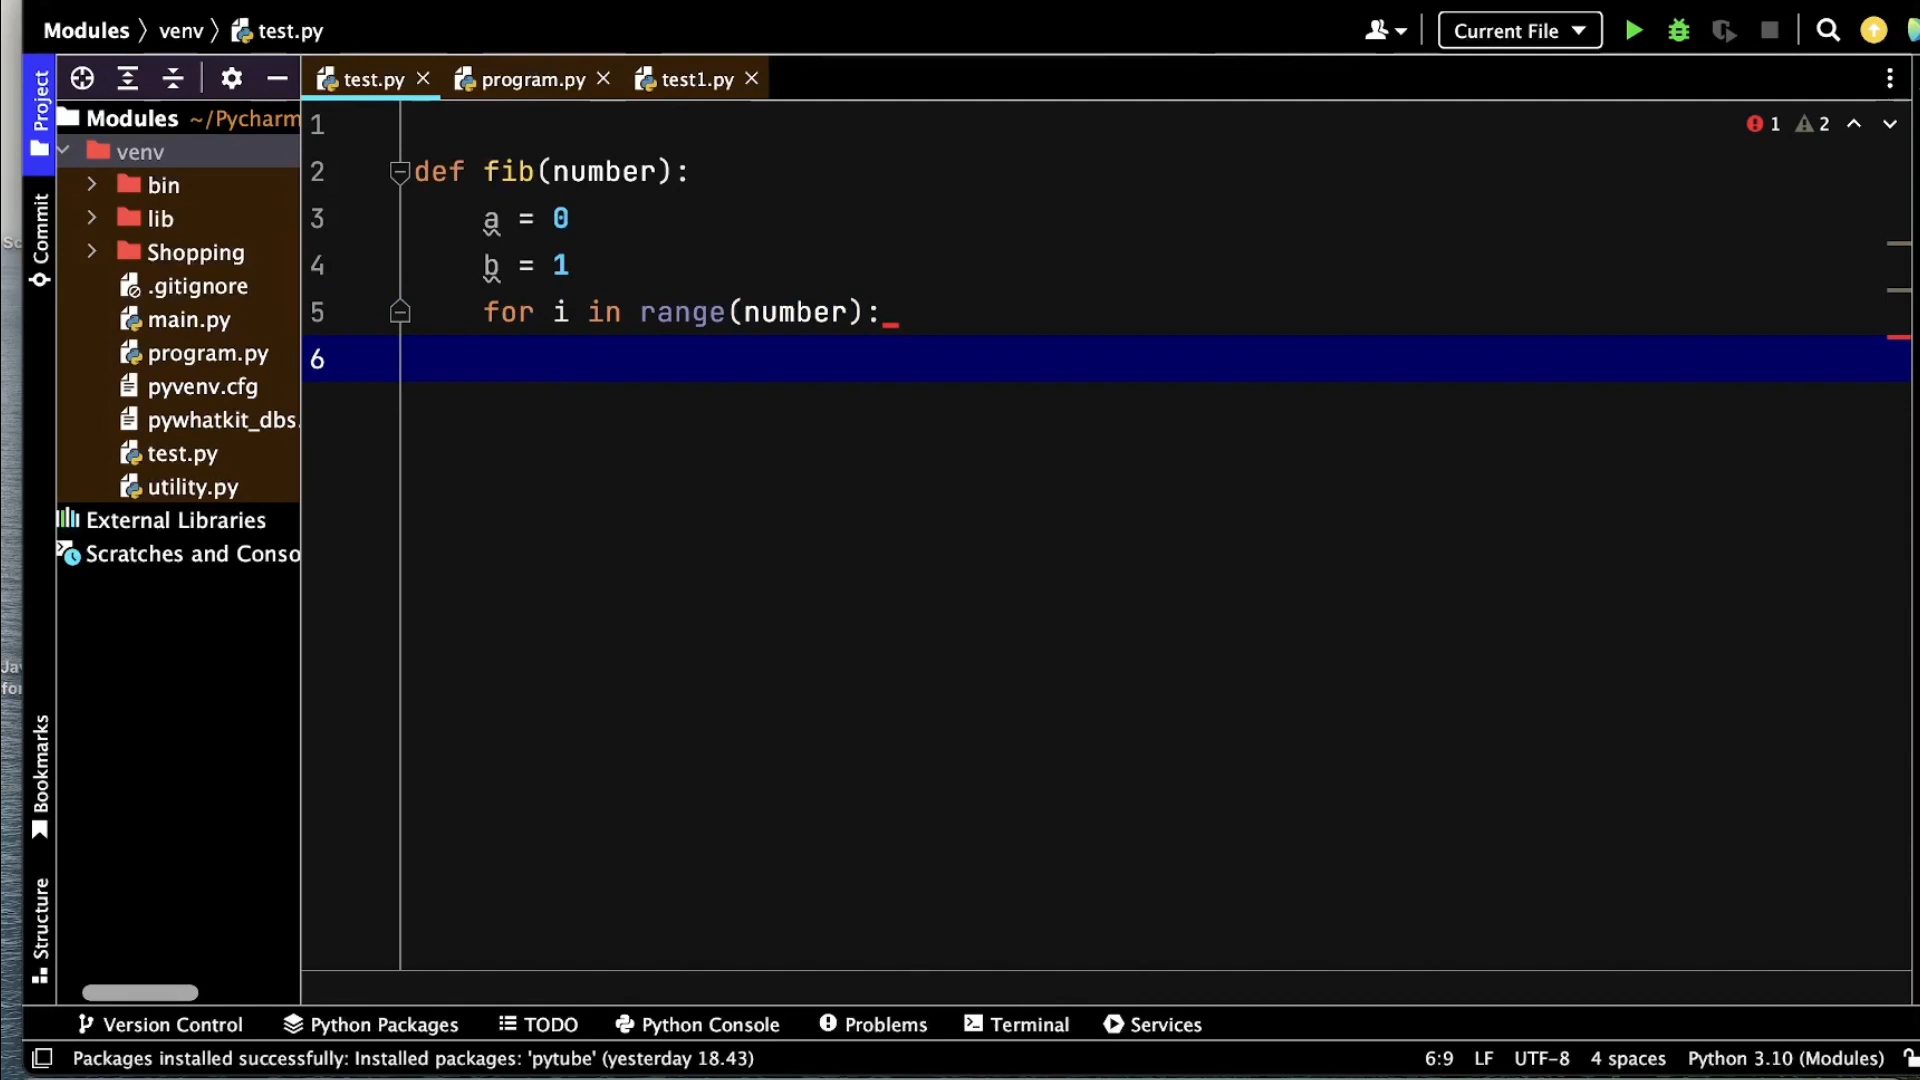 Modules 〉 venv 〉 test.py
Current File
Project
Commit
Bookmarks
Structure
test.py
program.py
test1.py
Modules ~/Pycharm
venv
bin
lib
Shopping
.gitignore
main.py
program.py
pyvenv.cfg
pywhatkit_dbs.
test.py
utility.py
External Libraries
Scratches and Conso
1
2 def fib(number):
3 a = 0
4 b = 1
5 for i in range(number):
6
1 2
Sc
Jav
for
Version Control Python Packages TODO Python Console Problems Terminal Services
Packages installed successfully: Installed packages: 'pytube' (yesterday 18.43)
6:9 LF UTF-8 4 spaces Python 3.10 (Modules)